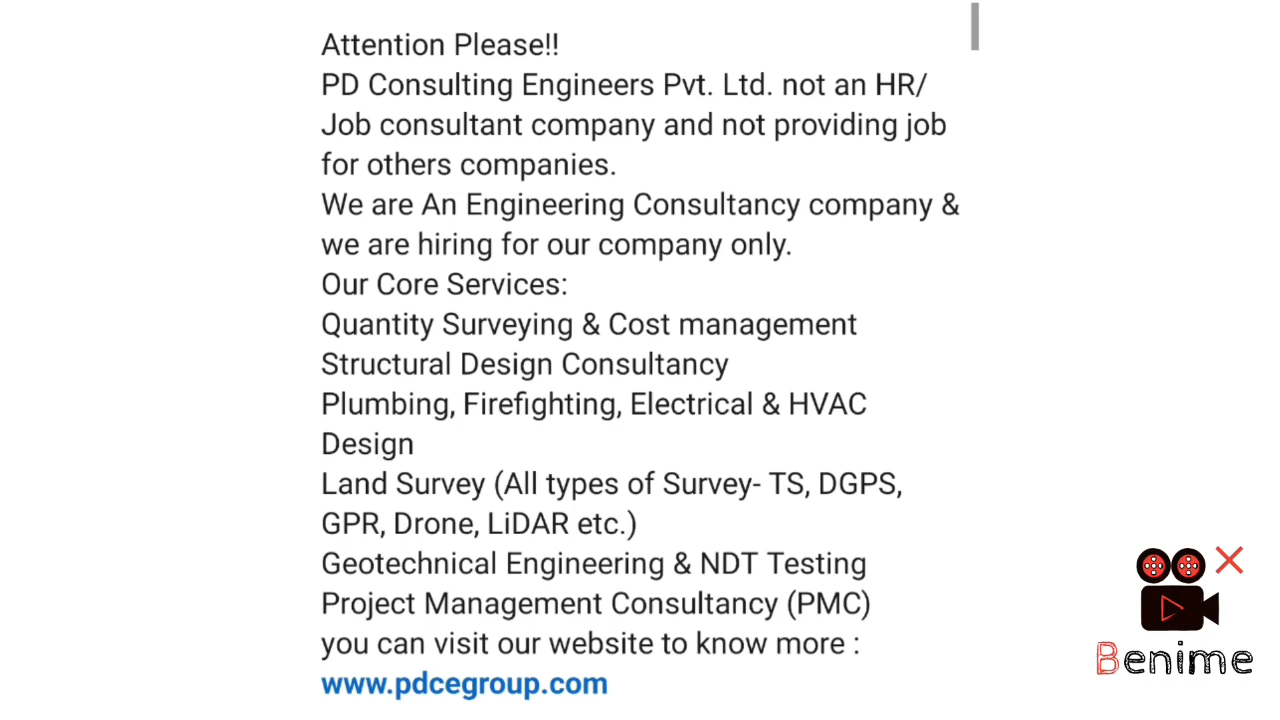 Attention Please!!
PD Consulting Engineers Pvt. Ltd. not an HR/
Job consultant company and not providing job
for others companies.
We are An Engineering Consultancy company &
we are hiring for our company only.
Our Core Services:
Quantity Surveying & Cost management
Structural Design Consultancy
Plumbing, Firefighting, Electrical & HVAC
Design
Land Survey (All types of Survey- TS, DGPS,
GPR, Drone, LiDAR etc.)
Geotechnical Engineering & NDT Testing
Project Management Consultancy (PMC)
you can visit our website to know more :
www.pdcegroup.com
Benime